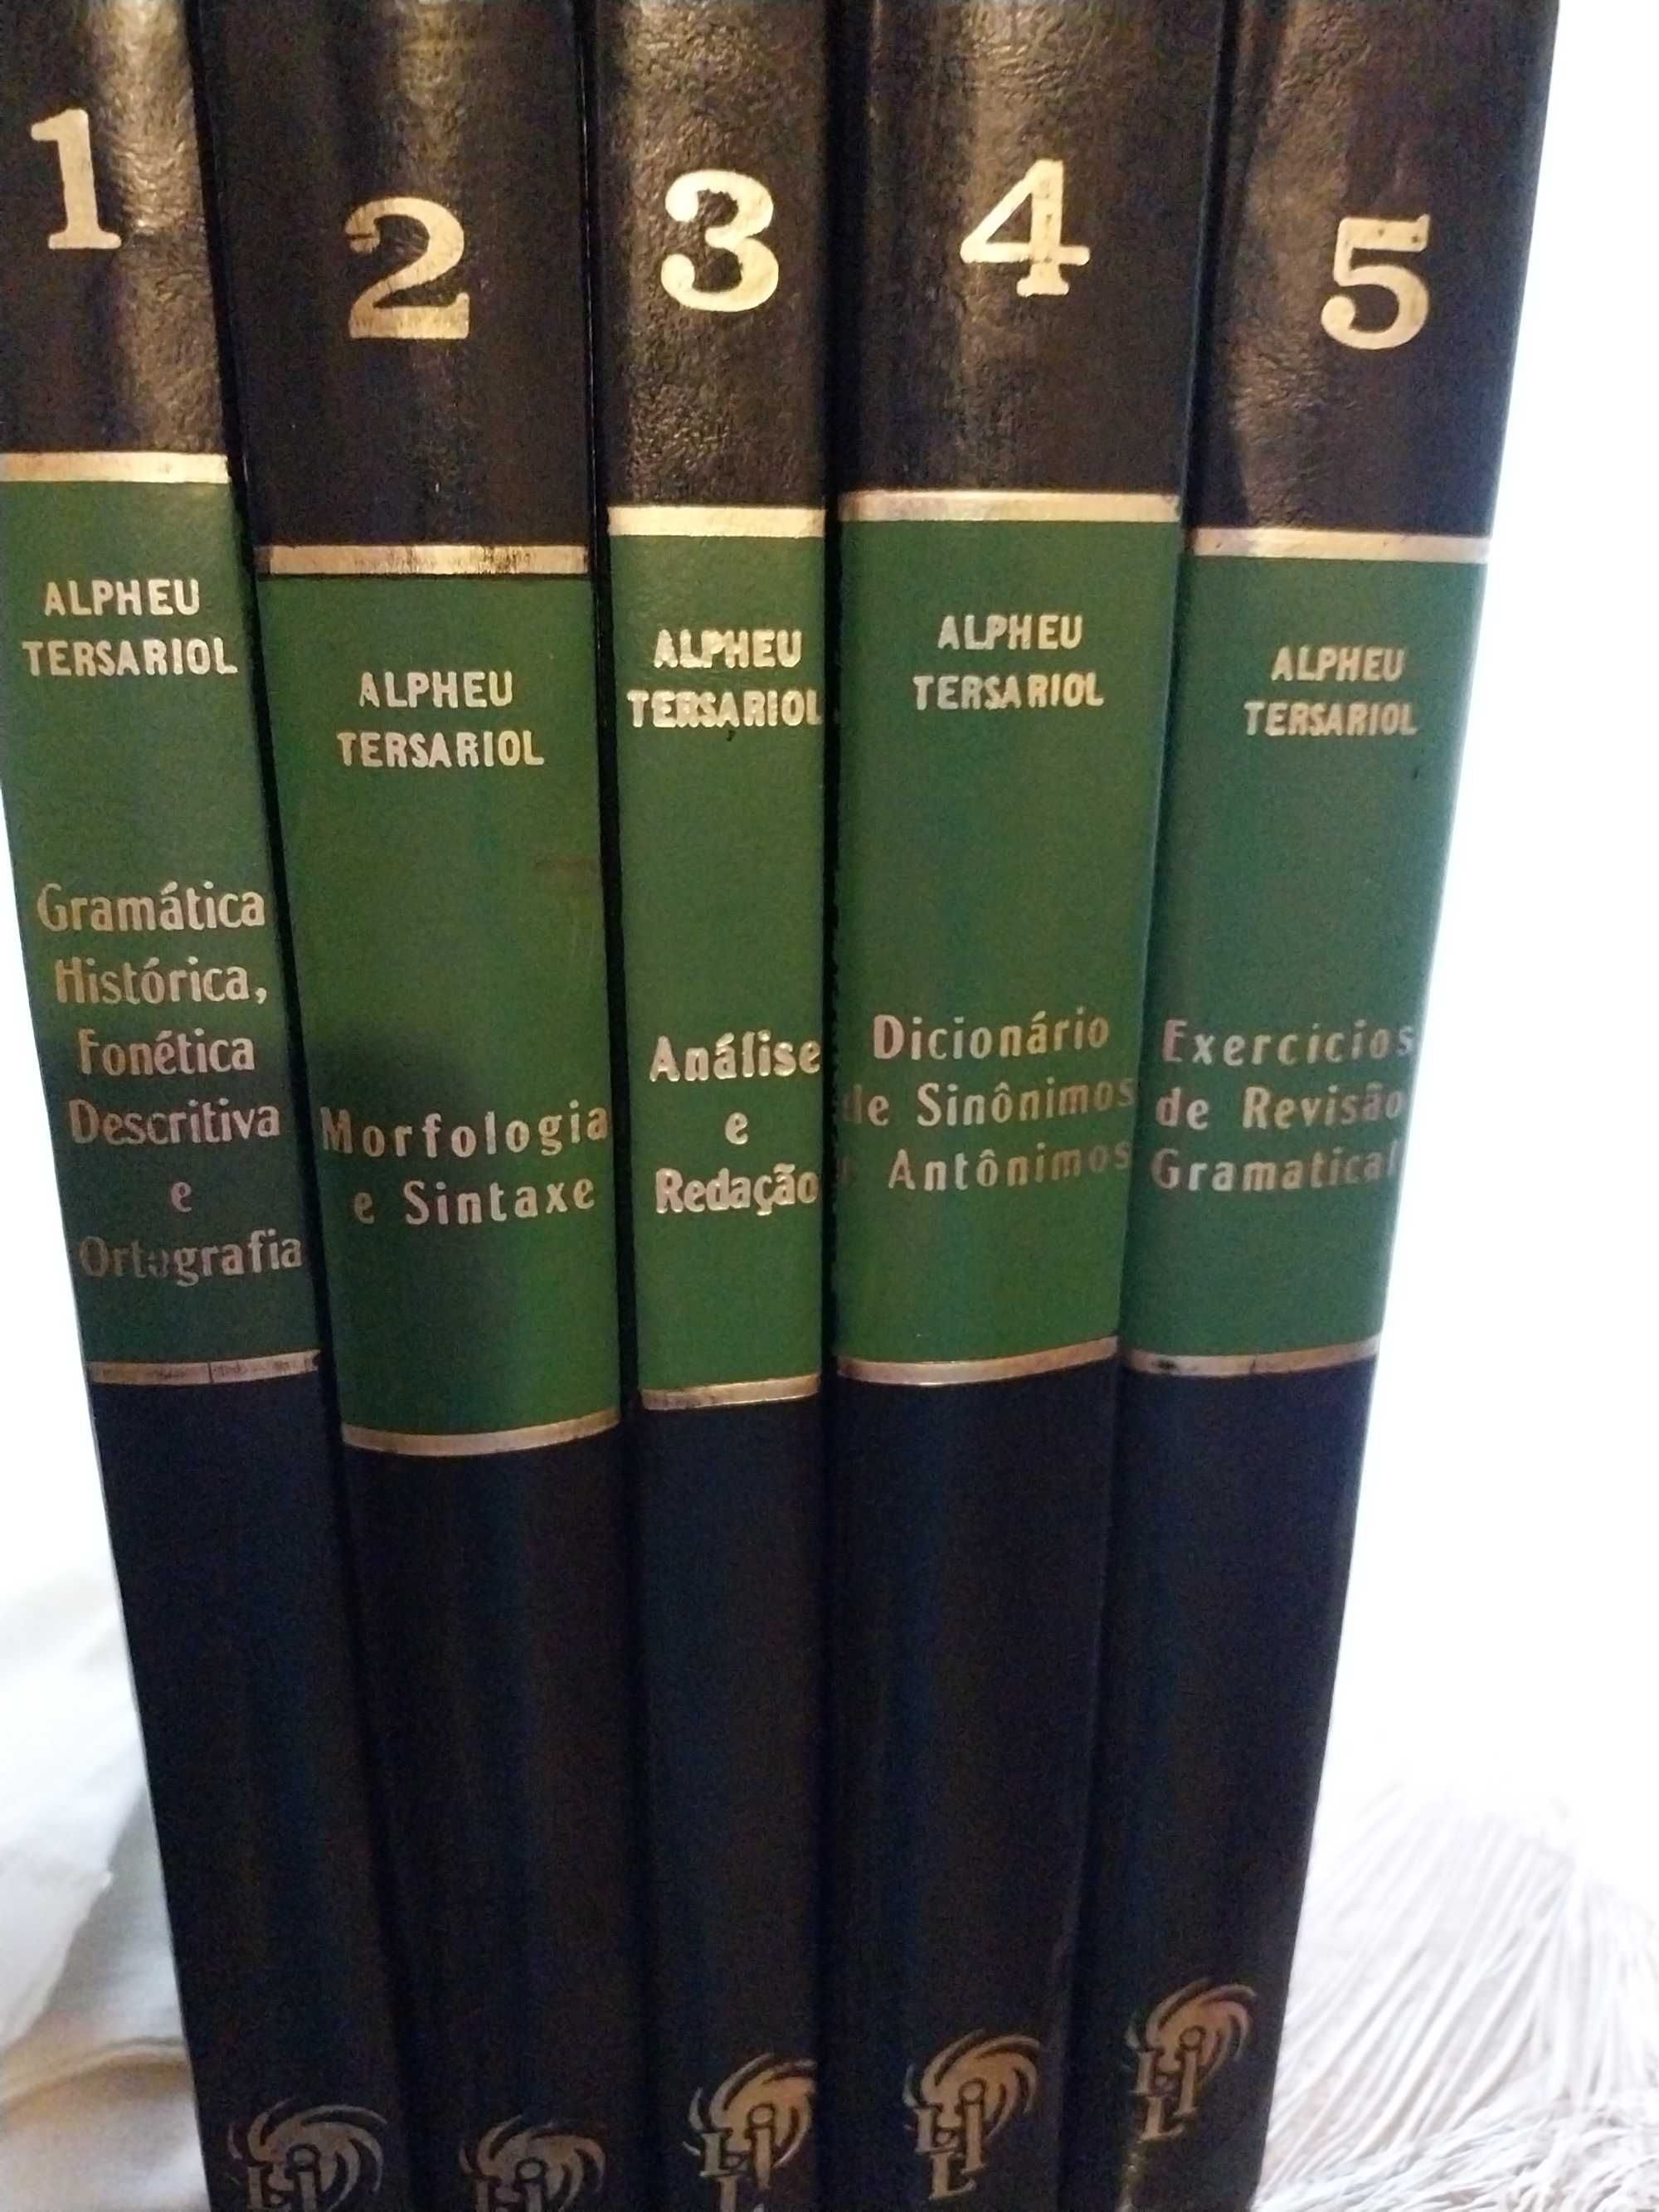 1
ALPHEU
TERSARIOL
Gramática
Histórica,
Fonética
Descritiva
e
Ortografia
2
ALPHEU
TERSARIOL
Morfologia
e Sintaxe
3
ALPHEU
TERSARIOL
Análise
e
Redação
4
ALPHEU
TERSARIOL
Dicionário
de Sinônimos
e Antônimos
5
ALPHEU
TERSARIOL
Exercícios
de Revisão
Gramatical